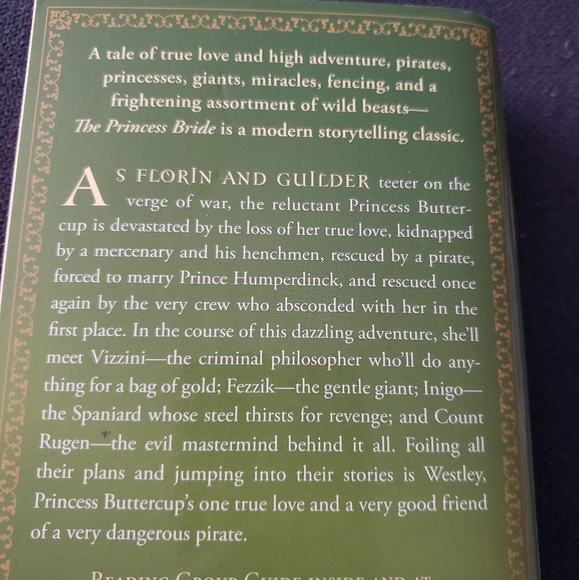 A tale of true love and high adventure, pirates,
princesses, giants, miracles, fencing, and a
frightening assortment of wild beasts—
The Princess Bride is a modern storytelling classic.
AS FLORIN AND GUILDER teeter on the
verge of war, the reluctant Princess Butter-
cup is devastated by the loss of her true love, kidnapped
by a mercenary and his henchmen, rescued by a pirate,
forced to marry Prince Humperdinck, and rescued once
again by the very crew who absconded with her in the
first place. In the course of this dazzling adventure, she'll
meet Vizzini—the criminal philosopher who'll do any-
thing for a bag of gold; Fezzik—the gentle giant; Inigo—
the Spaniard whose steel thirsts for revenge; and Count
Rugen—the evil mastermind behind it all. Foiling all
their plans and jumping into their stories is Westley,
Princess Buttercup's one true love and a very good friend
of a very dangerous pirate.
READING GROUP GUIDE INSIDE AND AT